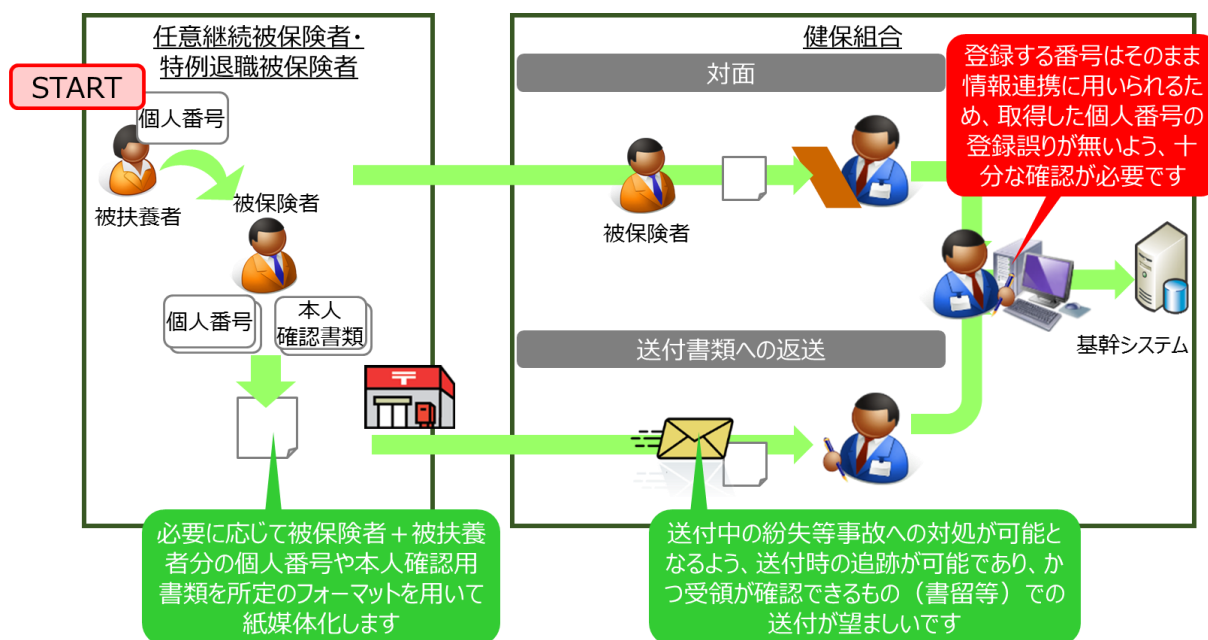 任意継続被保険者・
特例退職被保険者
START
個人番号
被扶養者
被保険者
個人番号
本人
確認書類
必要に応じて被保険者＋被扶養
者分の個人番号や本人確認用
書類を所定のフォーマットを用いて
紙媒体化します
健保組合
対面
被保険者
登録する番号はそのまま
情報連携に用いられるた
め、取得した個人番号の
登録誤りが無いよう、十
分な確認が必要です
基幹システム
送付書類への返送
〒
送付中の紛失等事故への対処が可能と
なるよう、送付時の追跡が可能であり、か
つ受領が確認できるもの（書留等）での
送付が望ましいです